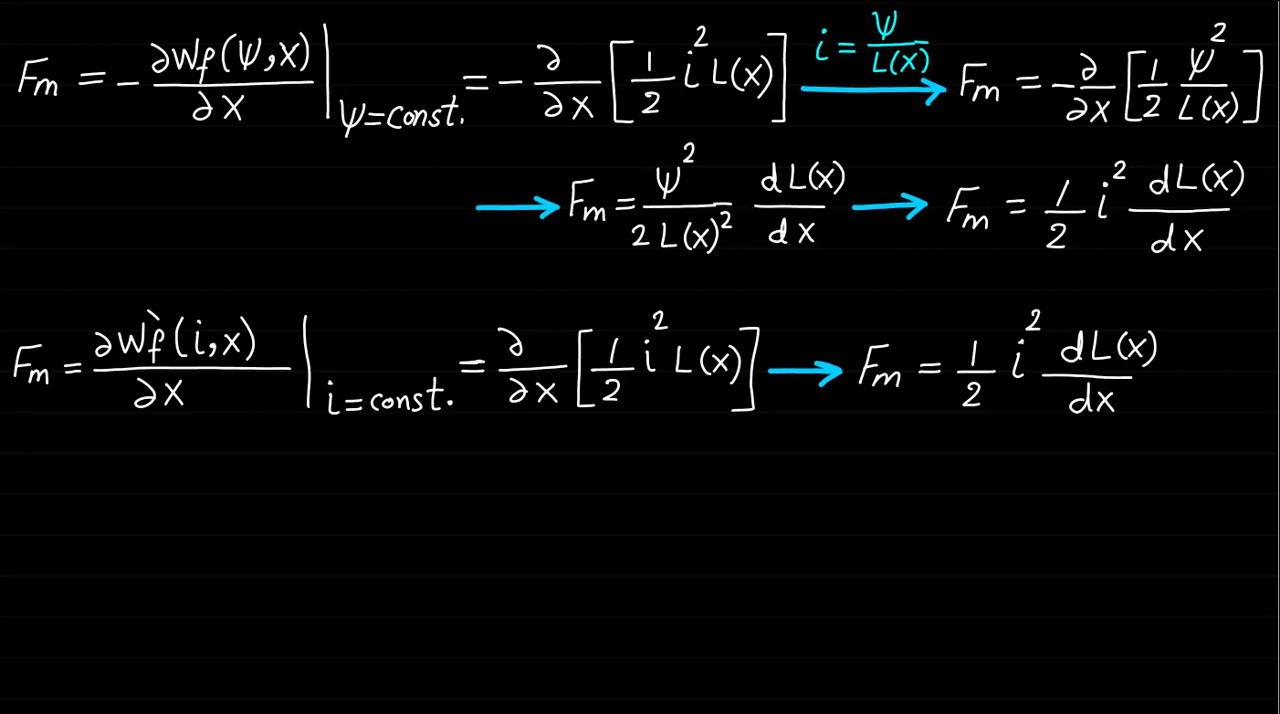 Fm = - ∂Wf(ψ,x)/∂x |ψ=const. = - ∂/∂x [1/2 i² L(x)] i = ψ/L(x) → Fm = - ∂/∂x [1/2 ψ²/L(x)]
→ Fm = ψ²/2L(x)² dL(x)/dx → Fm = 1/2 i² dL(x)/dx
Fm = ∂Wf̀(i,x)/∂x |i=const. = ∂/∂x [1/2 i² L(x)] → Fm = 1/2 i² dL(x)/dx